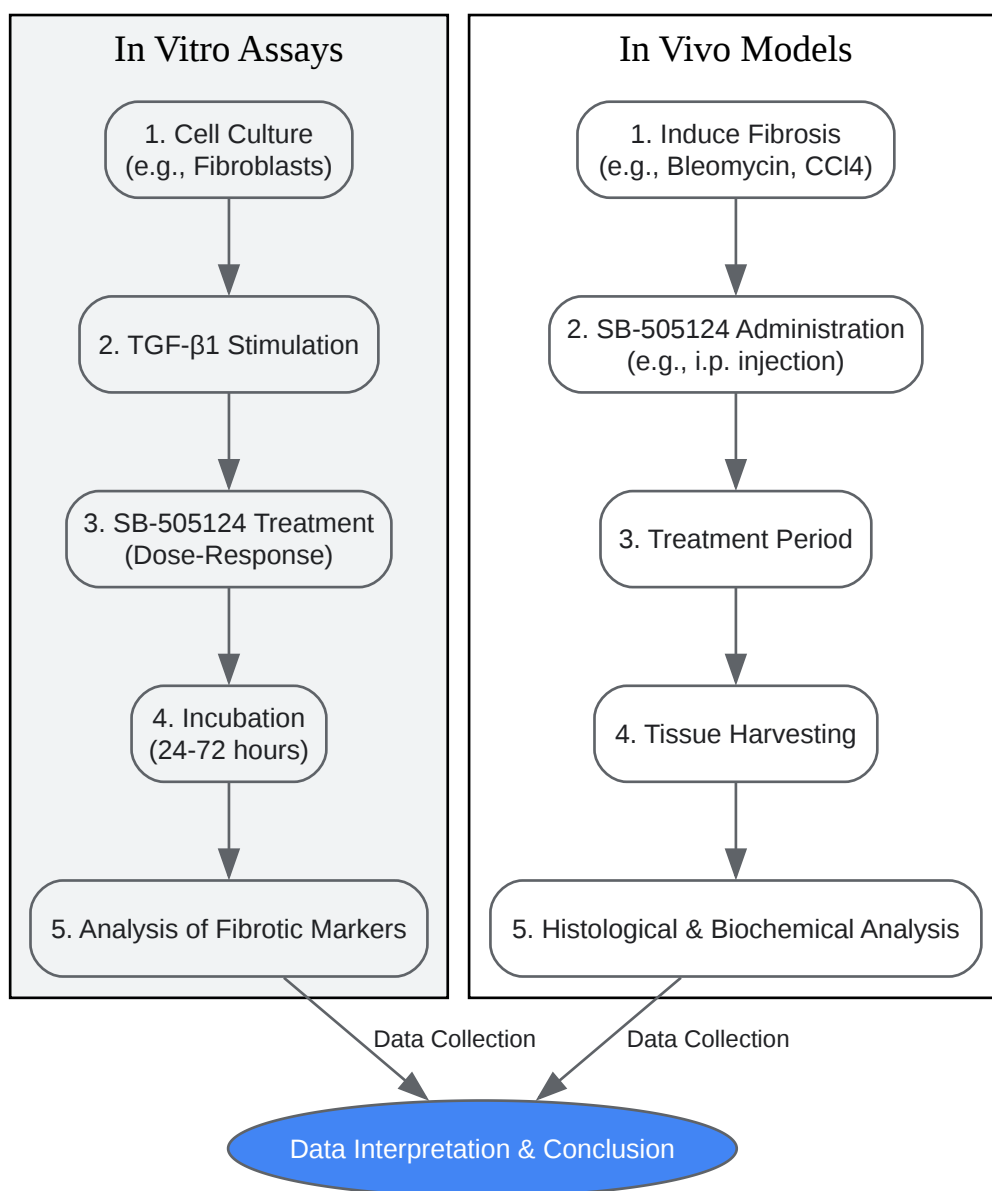 In Vitro Assays
1. Cell Culture
(e.g., Fibroblasts)
2. TGF-β1 Stimulation
3. SB-505124 Treatment
(Dose-Response)
4. Incubation
(24-72 hours)
5. Analysis of Fibrotic Markers
In Vivo Models
1. Induce Fibrosis
(e.g., Bleomycin, CCl4)
2. SB-505124 Administration
(e.g., i.p. injection)
3. Treatment Period
4. Tissue Harvesting
5. Histological & Biochemical Analysis
Data Collection
Data Collection
Data Interpretation & Conclusion